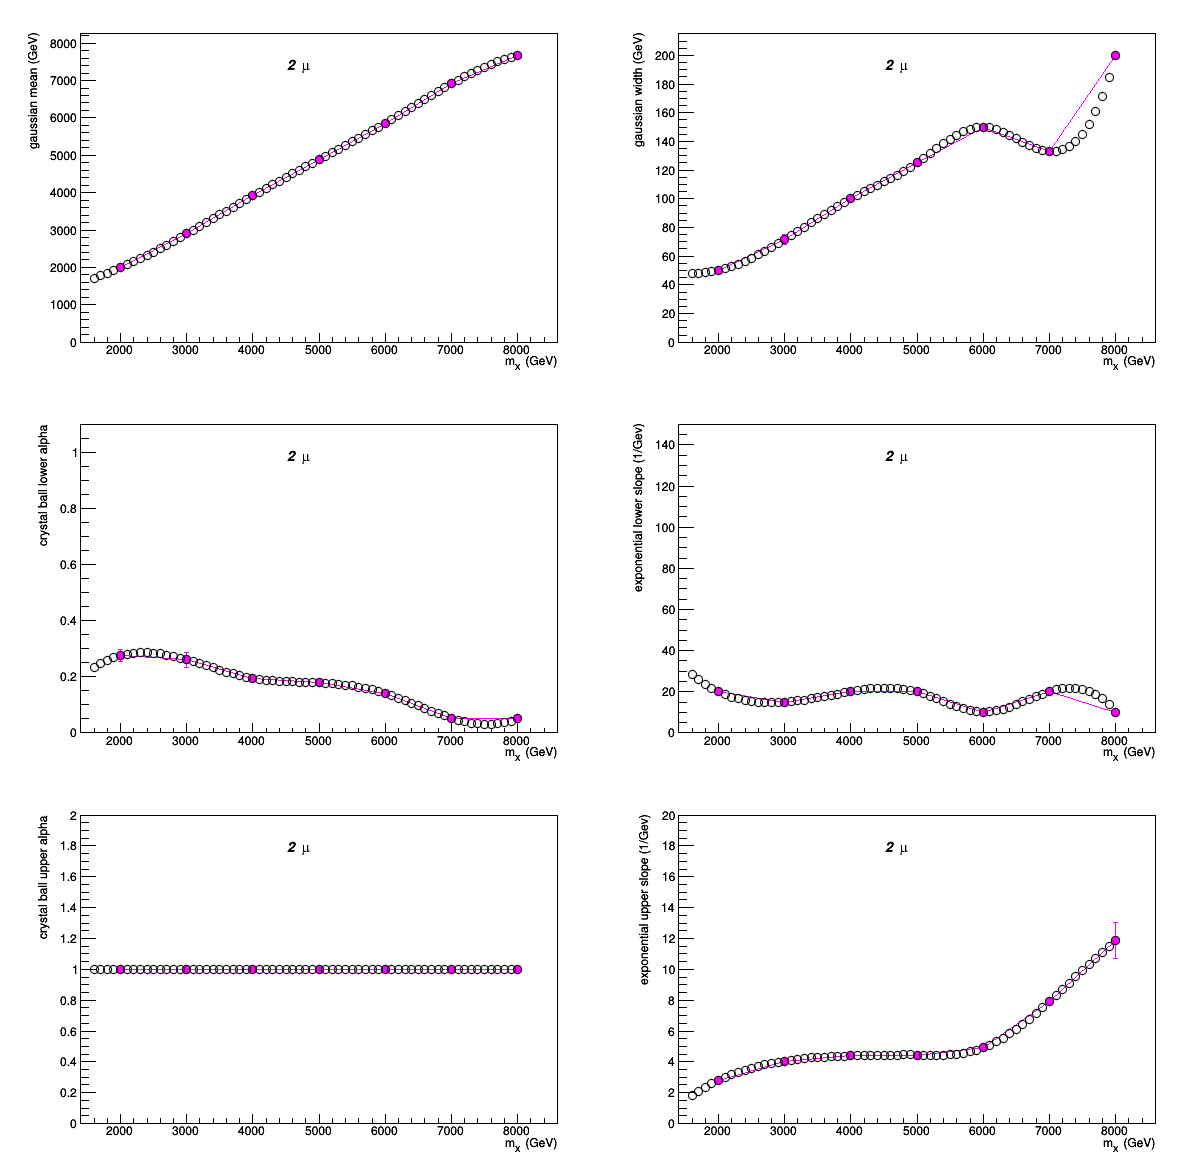 gaussian mean (GeV)
2 μ
8000
7000
6000
5000
4000
3000
2000
1000
0
2000 3000 4000 5000 6000 7000 8000
m_x (GeV)
gaussian width (GeV)
2 μ
200
180
160
140
120
100
80
60
40
20
0
2000 3000 4000 5000 6000 7000 8000
m_x (GeV)
crystal ball lower alpha
2 μ
1
0.8
0.6
0.4
0.2
0
2000 3000 4000 5000 6000 7000 8000
m_x (GeV)
exponential lower slope (1/Gev)
2 μ
140
120
100
80
60
40
20
0
2000 3000 4000 5000 6000 7000 8000
m_x (GeV)
crystal ball upper alpha
2 μ
2
1.8
1.6
1.4
1.2
1
0.8
0.6
0.4
0.2
0
2000 3000 4000 5000 6000 7000 8000
m_x (GeV)
exponential upper slope (1/Gev)
2 μ
20
18
16
14
12
10
8
6
4
2
0
2000 3000 4000 5000 6000 7000 8000
m_x (GeV)